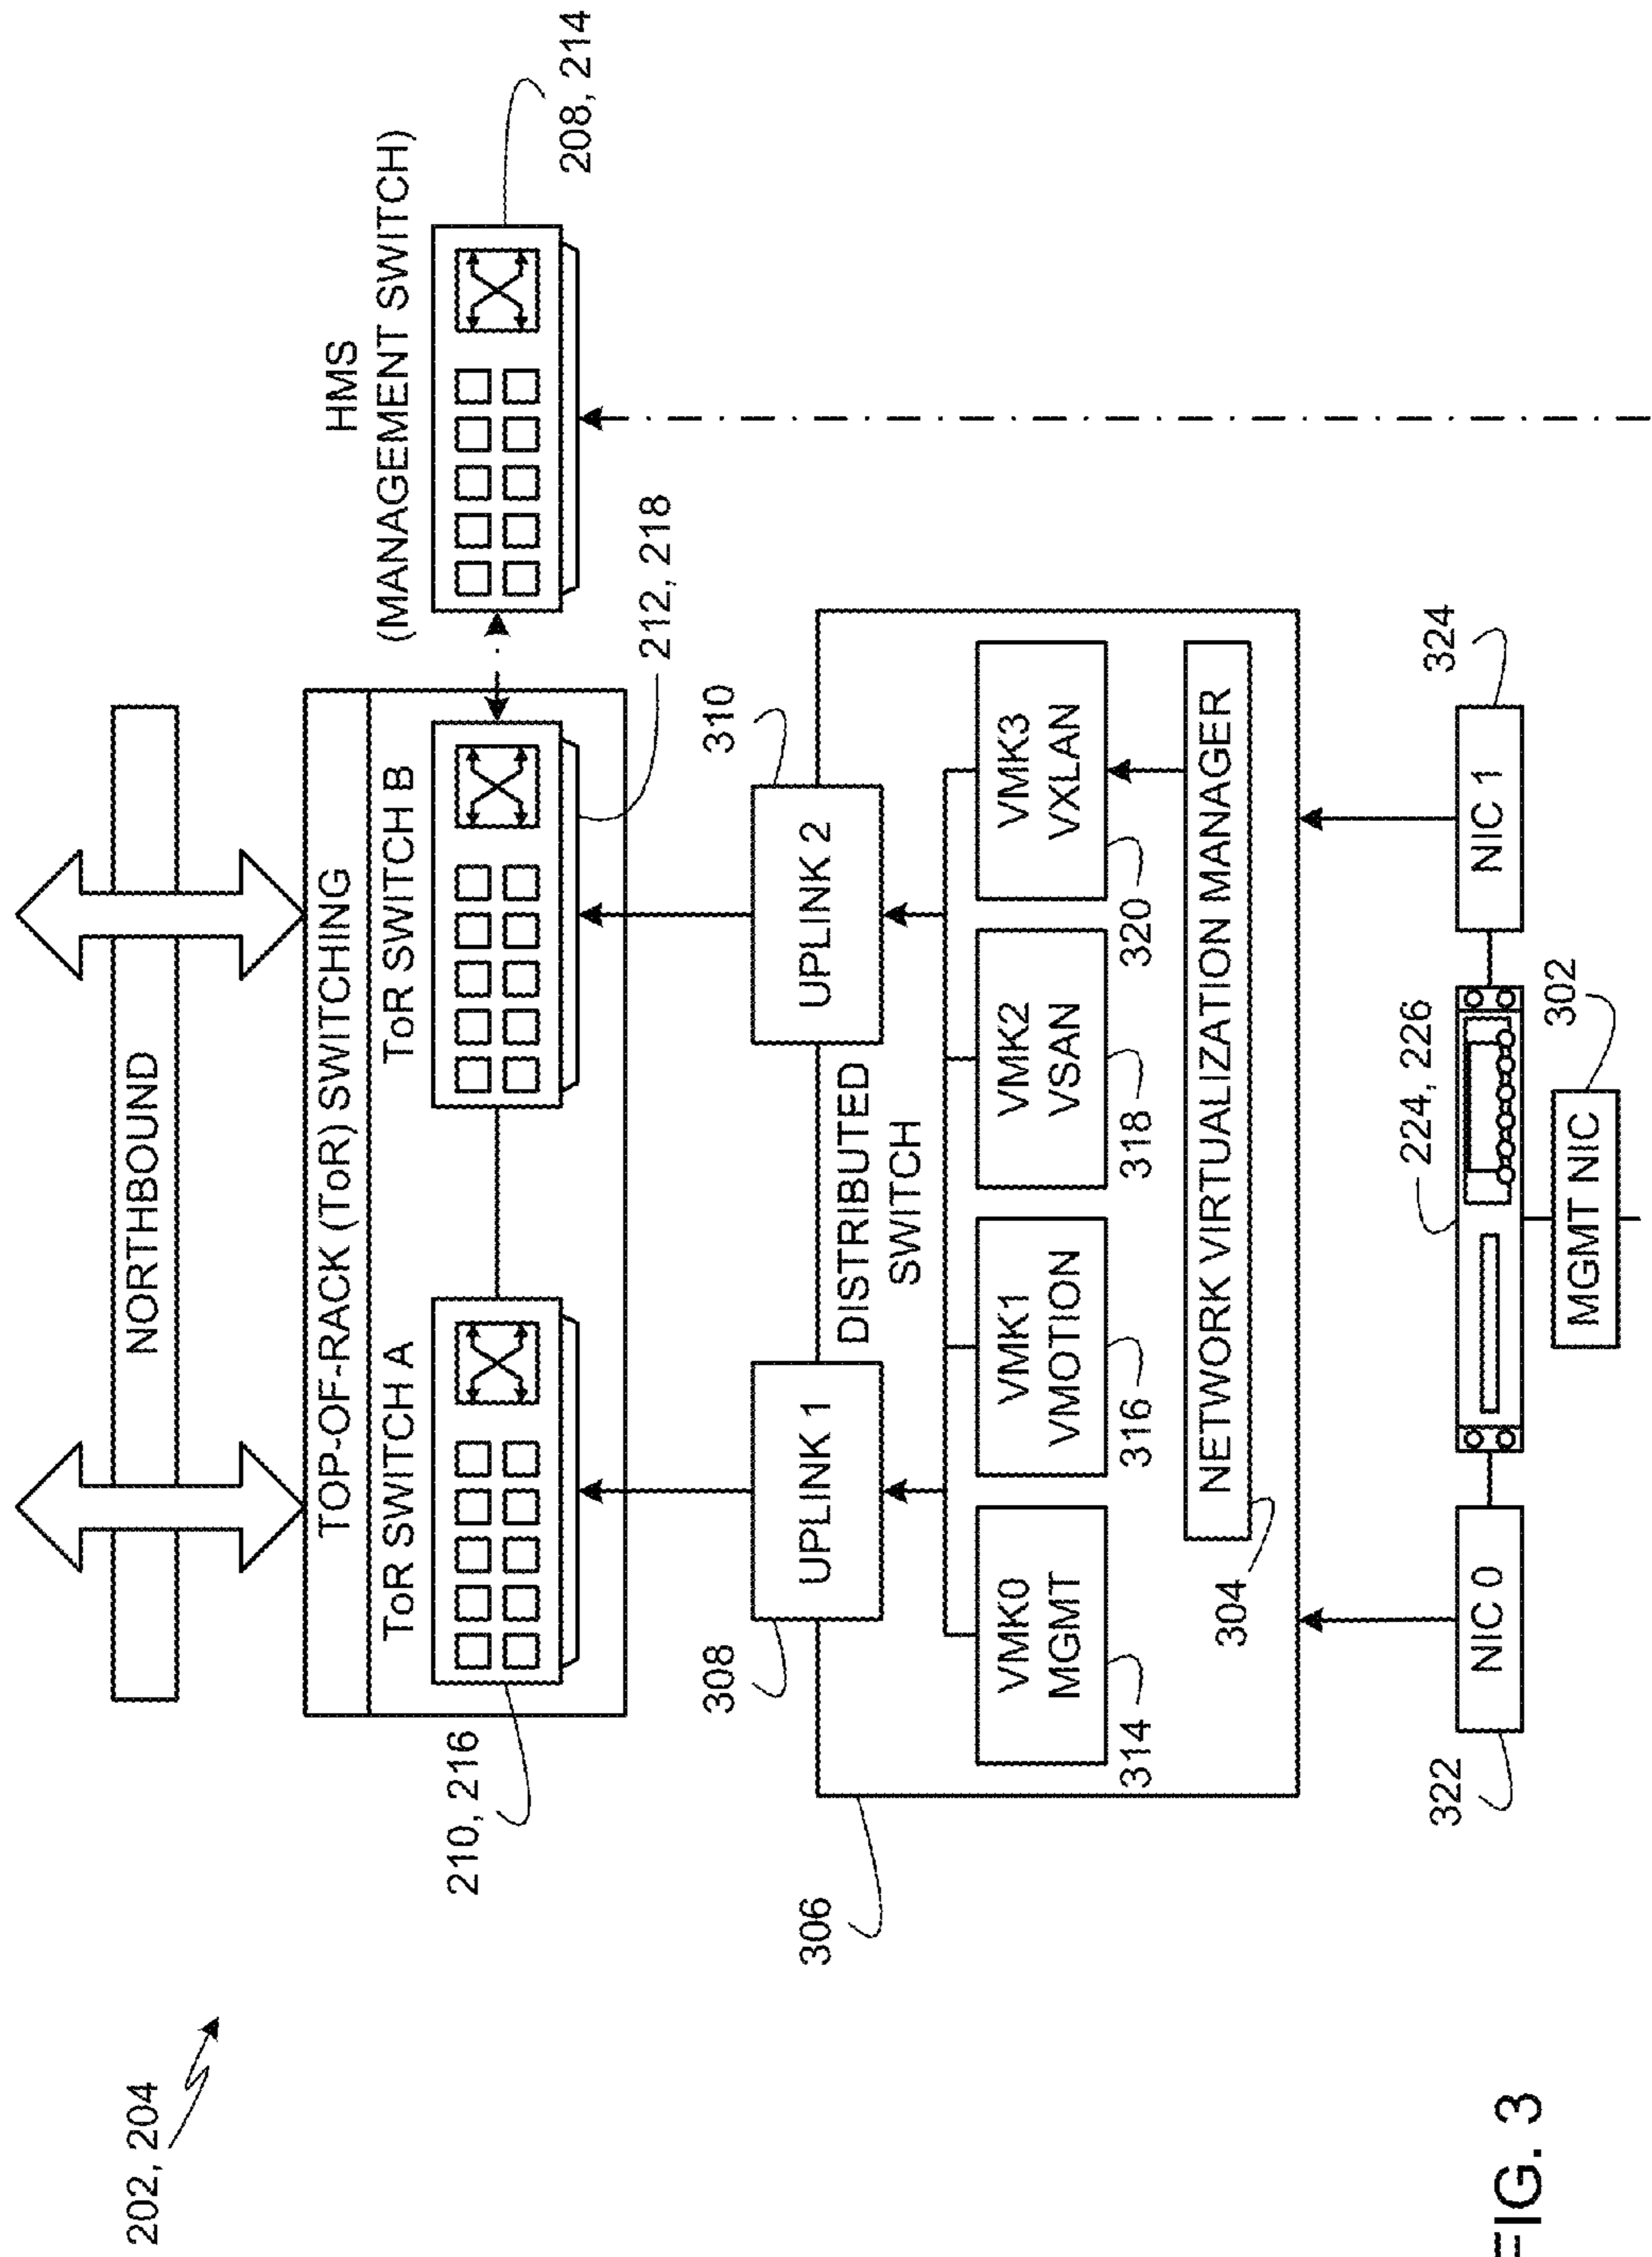 202, 204
NORTHBOUND
TOP-OF-RACK (ToR) SWITCHING
ToR SWITCH A
ToR SWITCH B
HMS
(MANAGEMENT SWITCH)
210, 216
212, 218
208, 214
308
UPLINK 1
UPLINK 2
310
306
DISTRIBUTED
SWITCH
VMK0
MGMT
VMK1
VMOTION
VMK2
VSAN
VMK3
VXLAN
314
316
318
320
NETWORK VIRTUALIZATION MANAGER
304
322
NIC 0
224, 226
NIC 1
324
MGMT NIC
302
FIG. 3